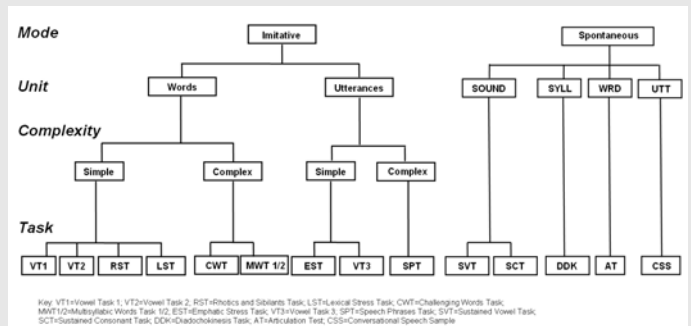 Mode
Imitative
Spontaneous
Unit
Words
Utterances
SOUND
SYLL
WRD
UTT
Complexity
Simple
Complex
Simple
Complex
Task
VT1
VT2
RST
LST
CWT
MWT 1/2
EST
VT3
SPT
SVT
SCT
DDK
AT
CSS
Key: VT1=Vowel Task 1; VT2=Vowel Task 2; RST=Rhotics and Sibilants Task; LST=Lexical Stress Task; CWT=Challenging Words Task;
MWT1/2=Multisyllabic Words Task 1/2; EST=Emphatic Stress Task; VT3=Vowel Task 3; SPT=Speech Phrases Task; SVT=Sustained Vowel Task;
SCT=Sustained Consonant Task; DDK=Diadochokinesis Task; AT=Articulation Test; CSS=Conversational Speech Sample